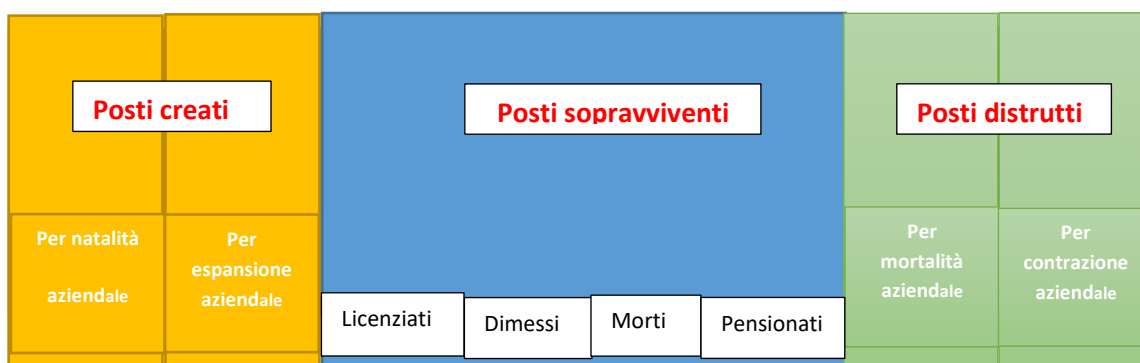 Posti creati
Posti sopravviventi
Posti distrutti
Per natalità
aziendale
Per
espansione
aziendale
Licenziati
Dimessi
Morti
Pensionati
Per
mortalità
aziendale
Per
contrazione
aziendale